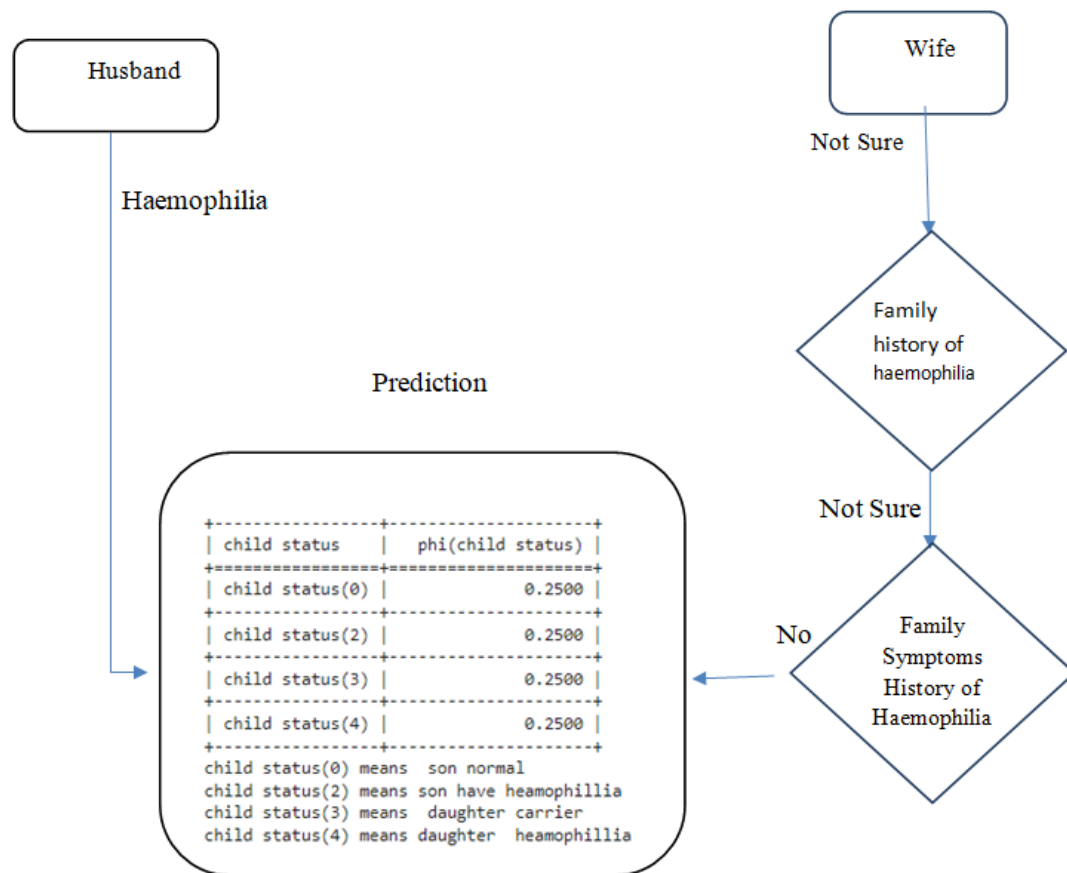 Husband
Wife
Not Sure
Haemophilia
Family
history of
haemophilia
Prediction
Not Sure
+-----------------+---------------------+
| child status    |   phi(child status) |
+=================+=====================+
| child status(0) |              0.2500 |
+-----------------+---------------------+
| child status(2) |              0.2500 |
+-----------------+---------------------+
| child status(3) |              0.2500 |
+-----------------+---------------------+
| child status(4) |              0.2500 |
+-----------------+---------------------+
child status(0) means  son normal
child status(2) means son have heamophillia
child status(3) means  daughter carrier
child status(4) means daughter  heamophillia
No
Family
Symptoms
History of
Haemophilia